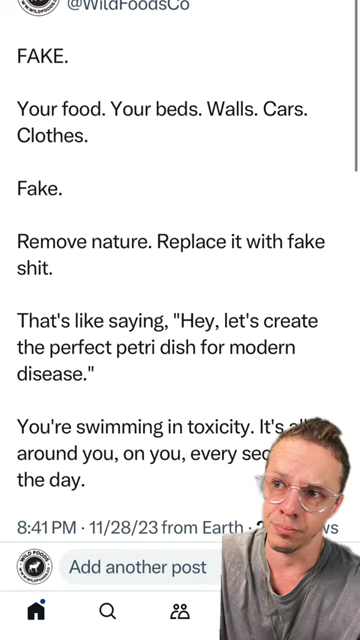 @WildFoodsCo
FAKE.
Your food. Your beds. Walls. Cars.
Clothes.
Fake.
Remove nature. Replace it with fake
shit.
That's like saying, "Hey, let's create
the perfect petri dish for modern
disease."
You're swimming in toxicity. It's
around you, on you, every
the day.
8:41 PM · 11/28/23 from Earth ·
WILD FOODS
Add another post